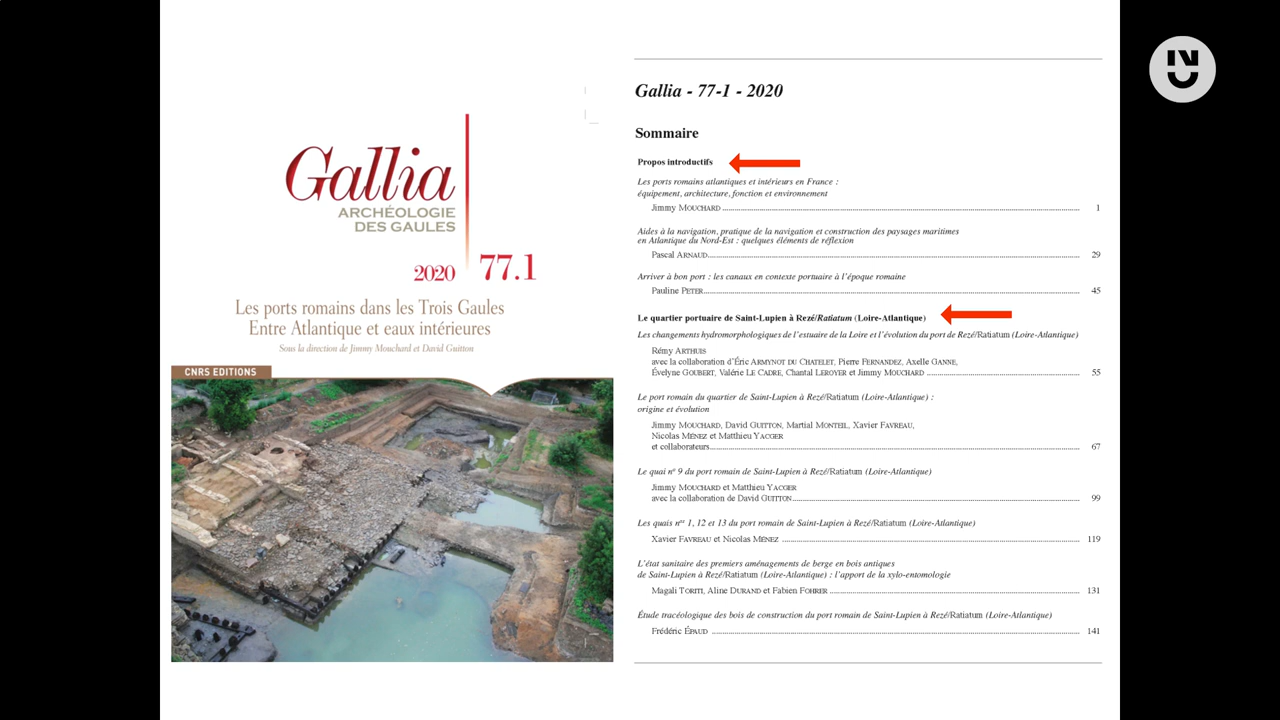 Gallia
ARCHÉOLOGIE
DES GAULES
2020 77.1
Les ports romains dans les Trois Gaules
Entre Atlantique et eaux intérieures
Sous la direction de Jimmy Mouchard et David Guitton
CNRS EDITIONS
Gallia - 77-1 - 2020
Sommaire
Propos introductifs
Les ports romains atlantiques et intérieurs en France :
équipement, architecture, fonction et environnement
Jimmy MOUCHARD 1
Aides à la navigation, pratique de la navigation et construction des paysages maritimes
en Atlantique du Nord-Est : quelques éléments de réflexion
Pascal ARNAUD 29
Arriver à bon port : les canaux en contexte portuaire à l'époque romaine
Pauline PETER 45
Le quartier portuaire de Saint-Lupien à Rezé/Ratiatum (Loire-Atlantique)
Les changements hydromorphologiques de l'estuaire de la Loire et l'évolution du port de Rezé/Ratiatum (Loire-Atlantique)
Rémy ARTHUIS
avec la collaboration d'Éric ARMYNOT DU CHATELET, Pierre FERNANDEZ, Axelle GANNE,
Évelyne GOUBERT, Valérie LE CADRE, Chantal LEROYER et Jimmy MOUCHARD 55
Le port romain du quartier de Saint-Lupien à Rezé/Ratiatum (Loire-Atlantique) :
origine et évolution
Jimmy MOUCHARD, David GUITTON, Martial MONTEIL, Xavier FAVREAU,
Nicolas MÉNEZ et Matthieu YACGER
et collaborateurs 67
Le quai nº 9 du port romain de Saint-Lupien à Rezé/Ratiatum (Loire-Atlantique)
Jimmy MOUCHARD et Matthieu YACGER
avec la collaboration de David GUITTON 99
Les quais nos 1, 12 et 13 du port romain de Saint-Lupien à Rezé/Ratiatum (Loire-Atlantique)
Xavier FAVREAU et Nicolas MÉNEZ 119
L'état sanitaire des premiers aménagements de berge en bois antiques
de Saint-Lupien à Rezé/Ratiatum (Loire-Atlantique) : l'apport de la xylo-entomologie
Magali TORITI, Aline DURAND et Fabien FOHRER 131
Étude tracéologique des bois de construction du port romain de Saint-Lupien à Rezé/Ratiatum (Loire-Atlantique)
Frédéric ÉPAUD 141